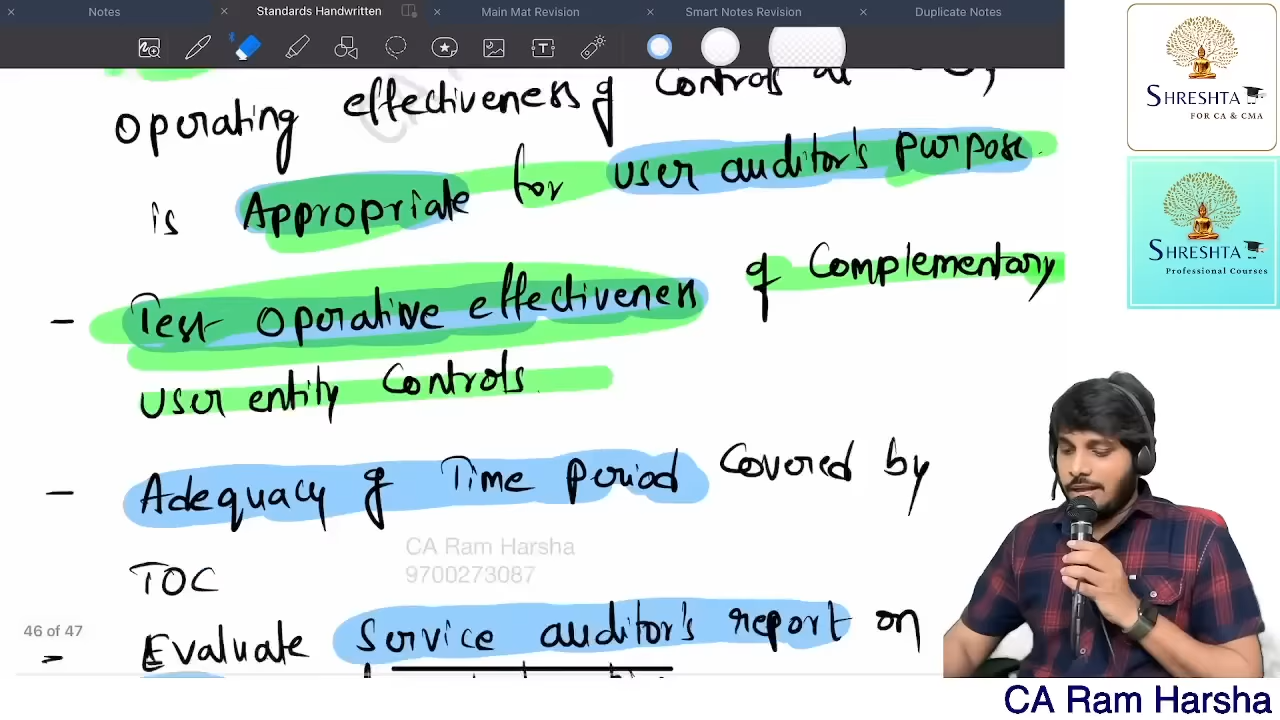 Notes
Standards Handwritten
Main Mat Revision
Smart Notes Revision
Duplicate Notes
SHRESHTA
FOR CA & CMA
SHRESHTA
Professional Courses
operating effectiveness of Controls at
is Appropriate for user auditor's purpose.
- Test operative effectiveness of Complementary
user entity Controls.
- Adequacy of Time period covered by
TOC
CA Ram Harsha
9700273087
46 of 47
- Evaluate service auditor's report on
CA Ram Harsha